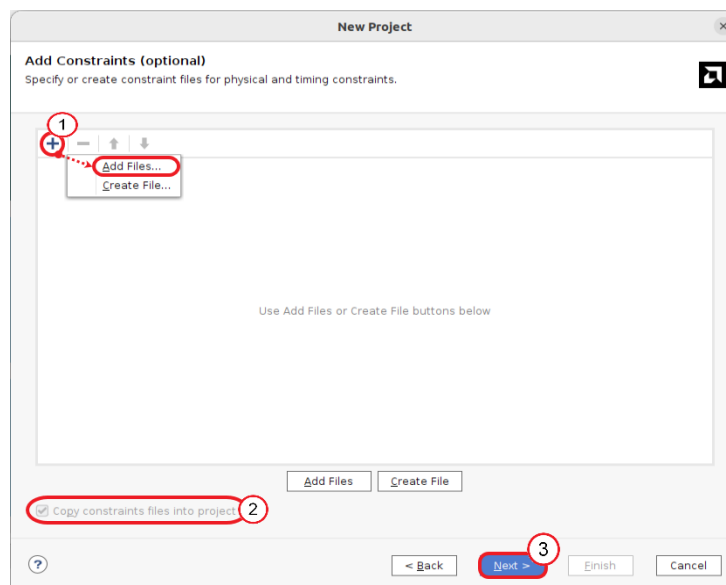 New Project
Add Constraints (optional)
Specify or create constraint files for physical and timing constraints.
1
Add Files...
Create File...
Use Add Files or Create File buttons below
Add Files Create File
Copy constraints files into project 2
3
? < Back Next > Finish Cancel